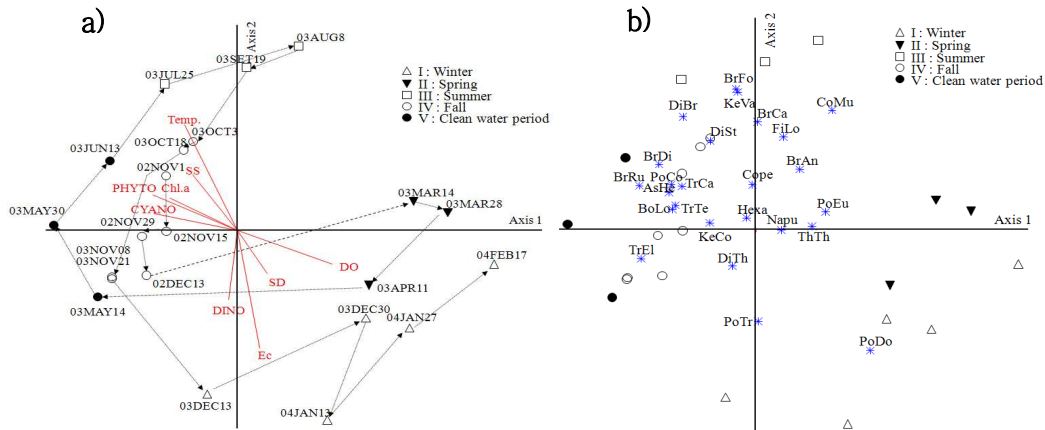 a)
Axis 2
03AUG8
03SET19
03JUL25
△ I : Winter
▼ II : Spring
□ III : Summer
○ IV : Fall
● V : Clean water period
Temp.
03OCT3
03OCT18
03JUN13
02NOV1
SS
PHYTO Chl.a
03MAR14
03MAR28
CYANO
03MAY30
02NOV29
Axis 1
02NOV15
03NOV08
03NOV21
04FEB17
DO
02DEC13
SD
03APR11
DINO
03MAY14
03DEC30
04JAN27
Ec
03DEC13
04JAN13
b)
Axis 2
△ I : Winter
▼ II : Spring
□ III : Summer
○ IV : Fall
● V : Clean water period
BrFo
KeVa
DiBr
BrCa
CoMu
DiSt
FiLo
BrDi
BrAn
BrRu
PoCo
TrCa
Cope
AsHe
BoLo
TrTe
Hexa
PoEu
Napu
Axis 1
KeCo
ThTh
TrEl
DiTh
PoTr
PoDo